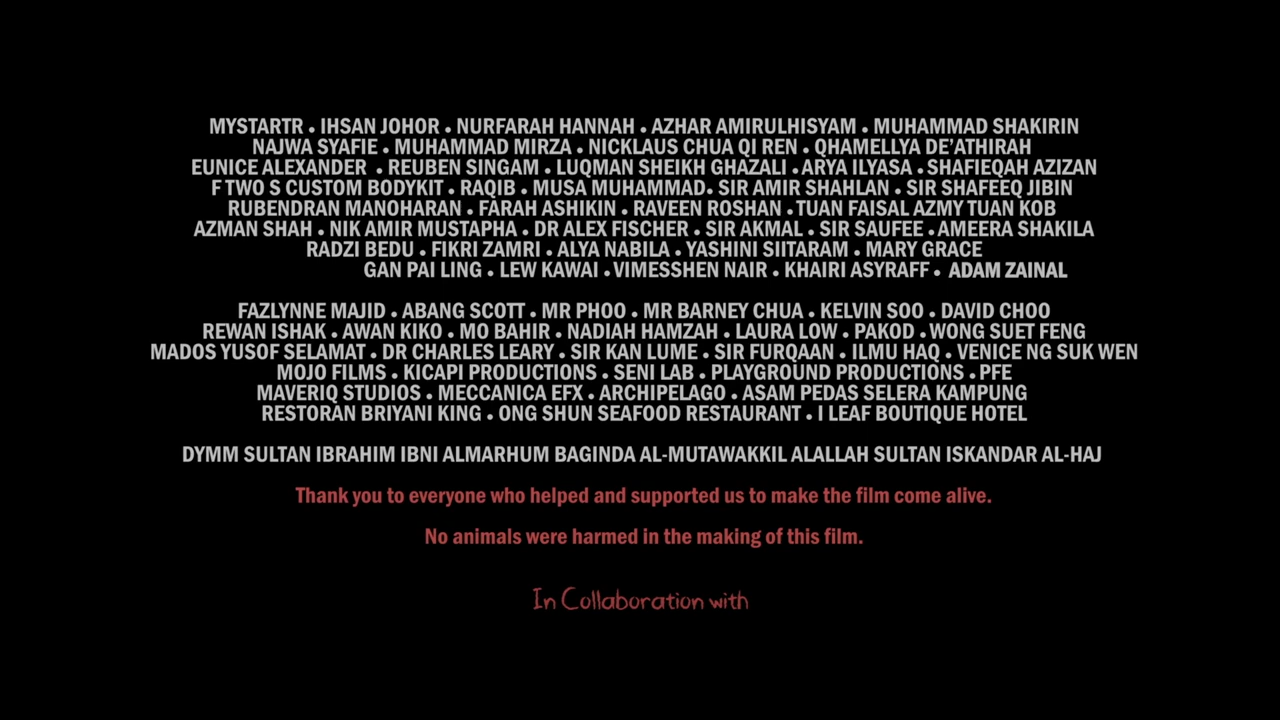 MYSTARTR • IHSAN JOHOR • NURFARAH HANNAH • AZHAR AMIRULHISYAM • MUHAMMAD SHAKIRIN
NAJWA SYAFIE • MUHAMMAD MIRZA • NICKLAUS CHUA QI REN • QHAMELLYA DE'ATHIRAH
EUNICE ALEXANDER • REUBEN SINGAM • LUQMAN SHEIKH GHAZALI • ARYA ILYASA • SHAFIEQAH AZIZAN
F TWO S CUSTOM BODYKIT • RAQIB • MUSA MUHAMMAD • SIR AMIR SHAHLAN • SIR SHAFEEQ JIBIN
RUBENDRAN MANOHARAN • FARAH ASHIKIN • RAVEEN ROSHAN • TUAN FAISAL AZMY TUAN KOB
AZMAN SHAH • NIK AMIR MUSTAPHA • DR ALEX FISCHER • SIR AKMAL • SIR SAUFEE • AMEERA SHAKILA
RADZI BEDU • FIKRI ZAMRI • ALYA NABILA • YASHINI SIITARAM • MARY GRACE
GAN PAI LING • LEW KAWAI • VIMESSHEN NAIR • KHAIRI ASYRAFF • ADAM ZAINAL
FAZLYNNE MAJID • ABANG SCOTT • MR PHOO • MR BARNEY CHUA • KELVIN SOO • DAVID CHOO
REWAN ISHAK • AWAN KIKO • MO BAHIR • NADIAH HAMZAH • LAURA LOW • PAKOD • WONG SUET FENG
MADOS YUSOF SELAMAT • DR CHARLES LEARY • SIR KAN LUME • SIR FURQAAN • ILMU HAQ • VENICE NG SUK WEN
MOJO FILMS • KICAPI PRODUCTIONS • SENI LAB • PLAYGROUND PRODUCTIONS • PFE
MAVERIQ STUDIOS • MECCANICA EFX • ARCHIPELAGO • ASAM PEDAS SELERA KAMPUNG
RESTORAN BRIYANI KING • ONG SHUN SEAFOOD RESTAURANT • I LEAF BOUTIQUE HOTEL
DYMM SULTAN IBRAHIM IBNI ALMARHUM BAGINDA AL-MUTAWAKKIL ALALLAH SULTAN ISKANDAR AL-HAJ
Thank you to everyone who helped and supported us to make the film come alive.
No animals were harmed in the making of this film.
In Collaboration with